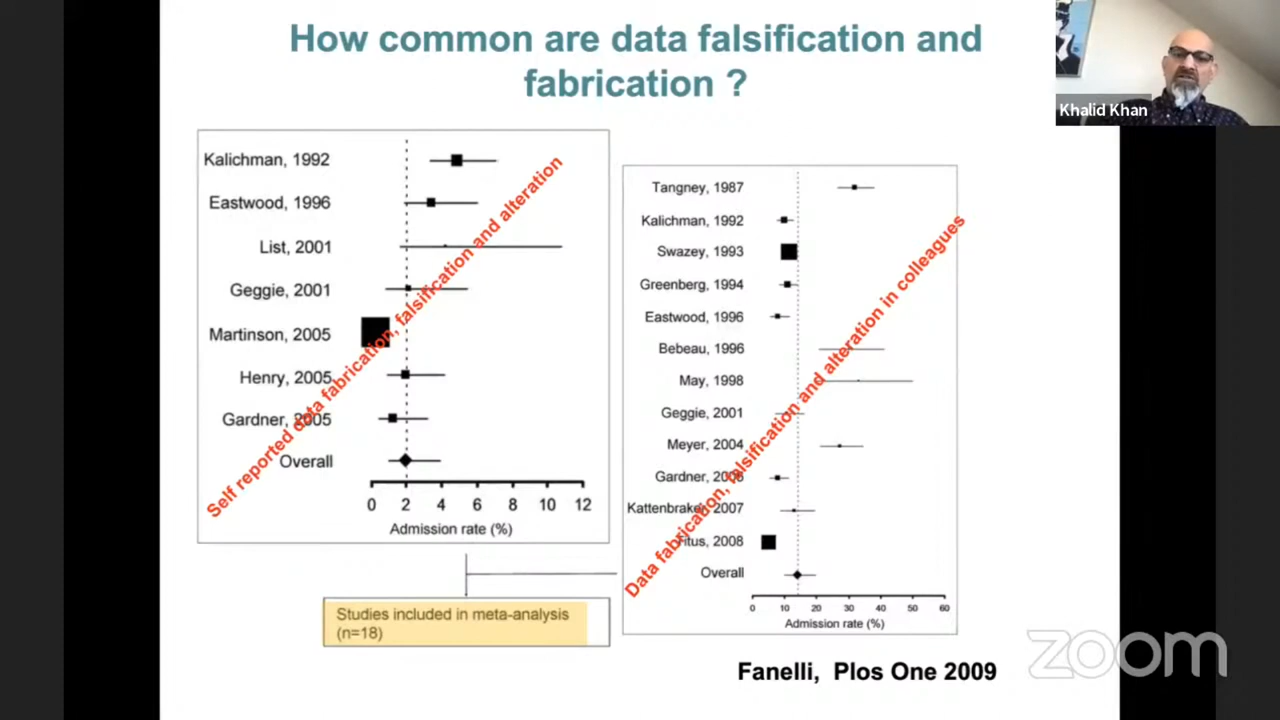 How common are data falsification and
fabrication ?
Khalid Khan
Kalichman, 1992
Eastwood, 1996
List, 2001
Geggie, 2001
Martinson, 2005
Henry, 2005
Gardner, 2005
Overall
0 2 4 6 8 10 12
Admission rate (%)
Self reported data fabrication, falsification and alteration
Tangney, 1987
Kalichman, 1992
Swazey, 1993
Greenberg, 1994
Eastwood, 1996
Bebeau, 1996
May, 1998
Geggie, 2001
Meyer, 2004
Gardner,
2007
2008
Overall
0 10 20 30 40 50 60
Admission rate (%)
Data fabrication, falsification and alteration in colleagues
Studies included in meta-analysis
(n=18)
Fanelli, Plos One 2009
zoom